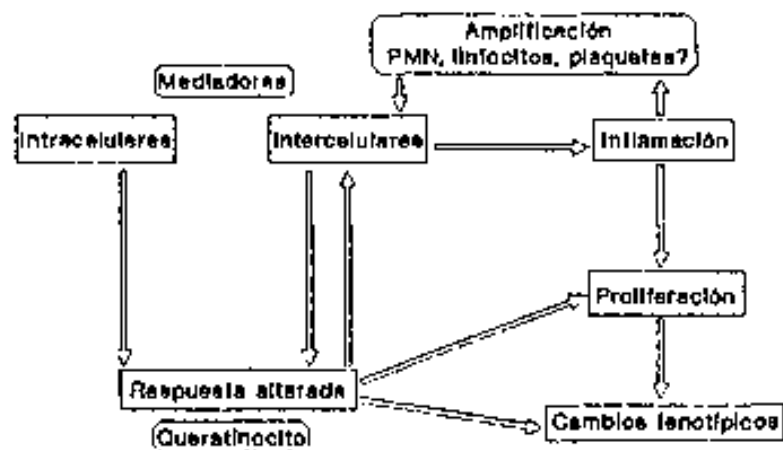 Amplificación
PMN, linfocitos, plaquetas?
Mediadores
Intracelulares
Intercelulares
Inflamación
Proliferación
Respuesta alterada
Cambios fenotípicos
Queratinocito